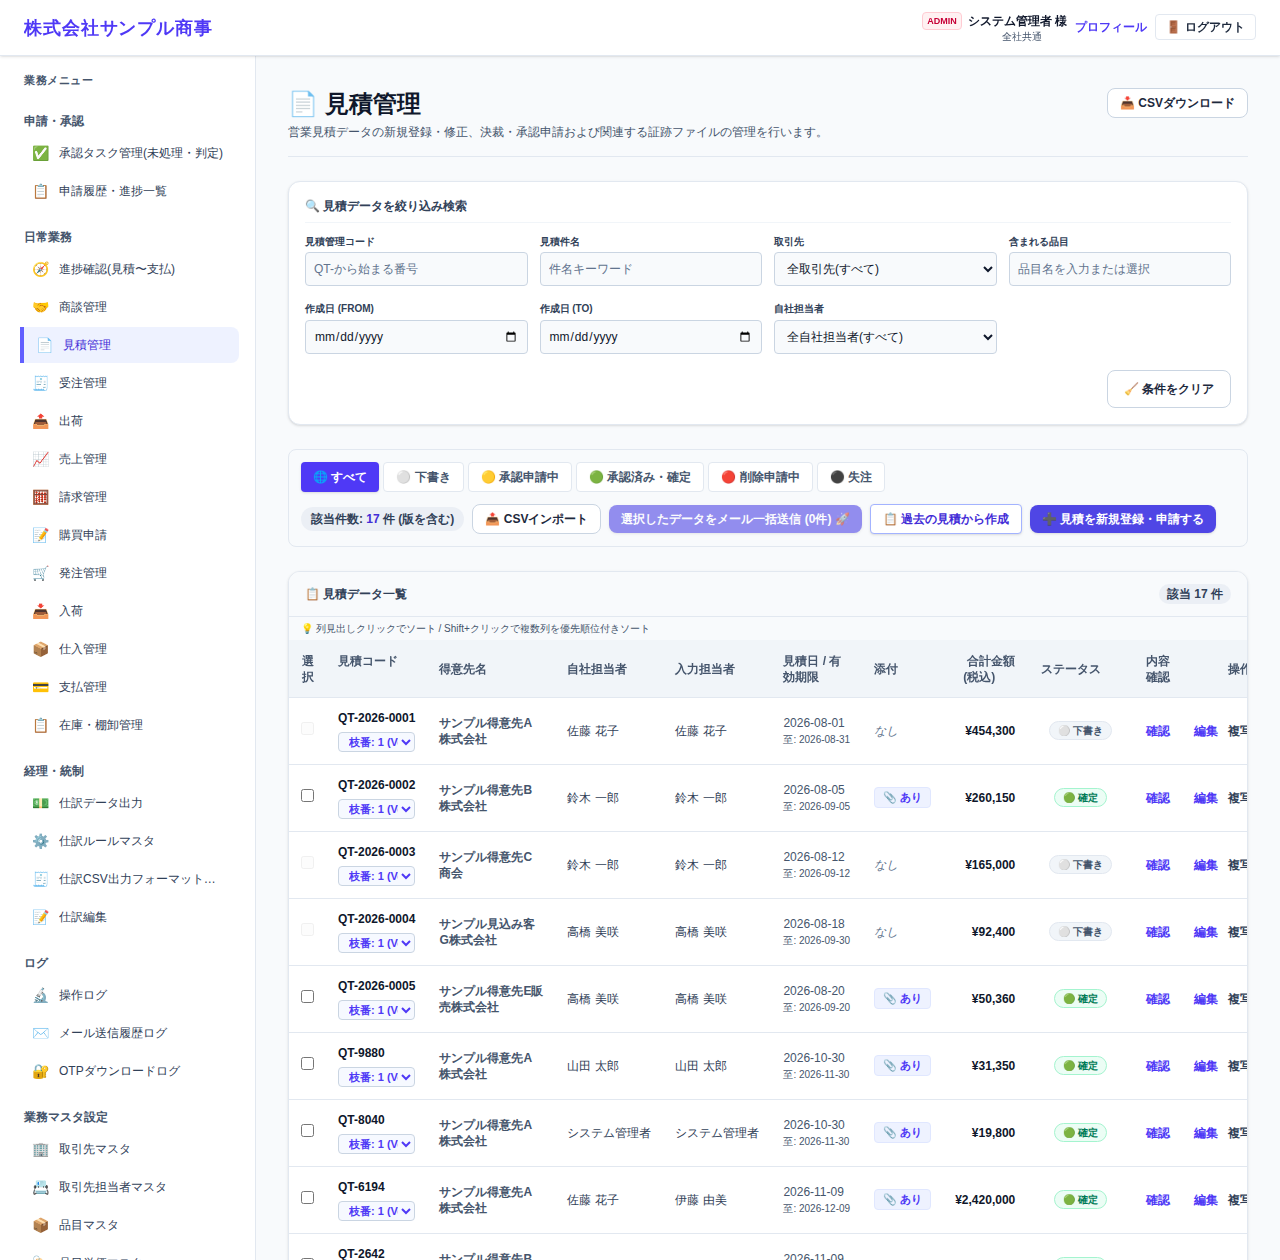 株式会社サンプル商事
ADMIN システム管理者 様
全社共通
プロフィール
ログアウト
業務メニュー
申請・承認
承認タスク管理(未処理・判定)
申請履歴・進捗一覧
日常業務
進捗確認(見積〜支払)
商談管理
見積管理
受注管理
出荷
売上管理
請求管理
購買申請
発注管理
入荷
仕入管理
支払管理
在庫・棚卸管理
経理・統制
仕訳データ出力
仕訳ルールマスタ
仕訳CSV出力フォーマット…
仕訳編集
ログ
操作ログ
メール送信履歴ログ
OTPダウンロードログ
業務マスタ設定
取引先マスタ
取引先担当者マスタ
品目マスタ
見積管理
CSVダウンロード
営業見積データの新規登録・修正、決裁・承認申請および関連する証跡ファイルの管理を行います。
見積データを絞り込み検索
見積管理コード 見積件名 取引先 含まれる品目
QT-から始まる番号 件名キーワード 全取引先(すべて) 品目名を入力または選択
作成日 (FROM) 作成日 (TO) 自社担当者
mm/dd/yyyy mm/dd/yyyy 全自社担当者(すべて)
条件をクリア
すべて 下書き 承認申請中 承認済み・確定 削除申請中 失注
該当件数: 17 件 (版を含む) CSVインポート 選択したデータをメール一括送信 (0件) 過去の見積から作成 見積を新規登録・申請する
見積データ一覧 該当 17 件
列見出しクリックでソート / Shift+クリックで複数列を優先順位付きソート
選択 見積コード 得意先名 自社担当者 入力担当者 見積日 / 有効期限 添付 合計金額 (税込) ステータス 内容確認 操作
QT-2026-0001 枝番: 1 (V サンプル得意先A株式会社 佐藤 花子 佐藤 花子 2026-08-01 至: 2026-08-31 なし ¥454,300 下書き 確認 編集 複写
QT-2026-0002 枝番: 1 (V サンプル得意先B株式会社 鈴木 一郎 鈴木 一郎 2026-08-05 至: 2026-09-05 あり ¥260,150 確定 確認 編集 複写
QT-2026-0003 枝番: 1 (V サンプル得意先C商会 鈴木 一郎 鈴木 一郎 2026-08-12 至: 2026-09-12 なし ¥165,000 下書き 確認 編集 複写
QT-2026-0004 枝番: 1 (V サンプル見込み客G株式会社 高橋 美咲 高橋 美咲 2026-08-18 至: 2026-09-30 なし ¥92,400 下書き 確認 編集 複写
QT-2026-0005 枝番: 1 (V サンプル得意先E販売株式会社 高橋 美咲 高橋 美咲 2026-08-20 至: 2026-09-20 あり ¥50,360 確定 確認 編集 複写
QT-9880 枝番: 1 (V サンプル得意先A株式会社 山田 太郎 山田 太郎 2026-10-30 至: 2026-11-30 あり ¥31,350 確定 確認 編集 複写
QT-8040 枝番: 1 (V サンプル得意先A株式会社 システム管理者 システム管理者 2026-10-30 至: 2026-11-30 あり ¥19,800 確定 確認 編集 複写
QT-6194 枝番: 1 (V サンプル得意先A株式会社 佐藤 花子 伊藤 由美 2026-11-09 至: 2026-12-09 あり ¥2,420,000 確定 確認 編集 複写
QT-2642 サンプル得意先B 2026-11-09